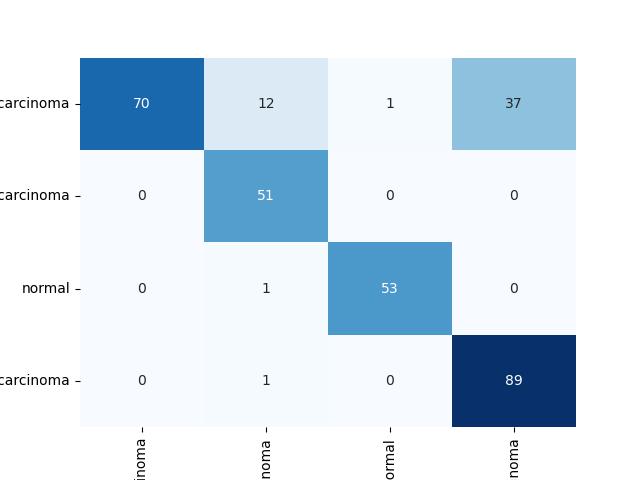 carcinoma 70 12 1 37
carcinoma 0 51 0 0
normal 0 1 53 0
carcinoma 0 1 0 89
inoma noma ormal noma